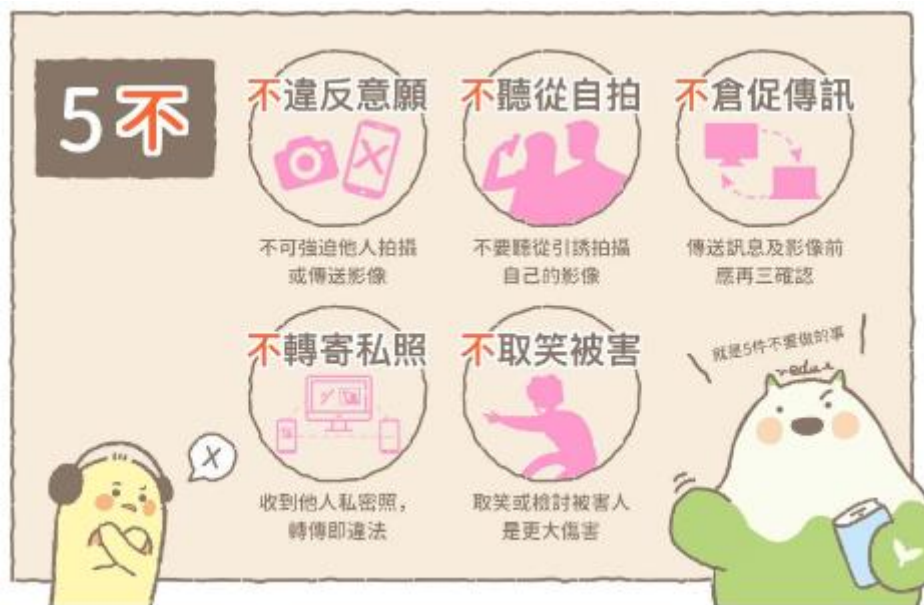 5不
不違反意願
不可強迫他人拍攝
或傳送影像
不聽從自拍
不要聽從引誘拍攝
自己的影像
不倉促傳訊
傳送訊息及影像前
應再三確認
不轉寄私照
收到他人私密照，
轉傳即違法
不取笑被害
取笑或檢討被害人
是更大傷害
就是5件不要做的事
edu
X